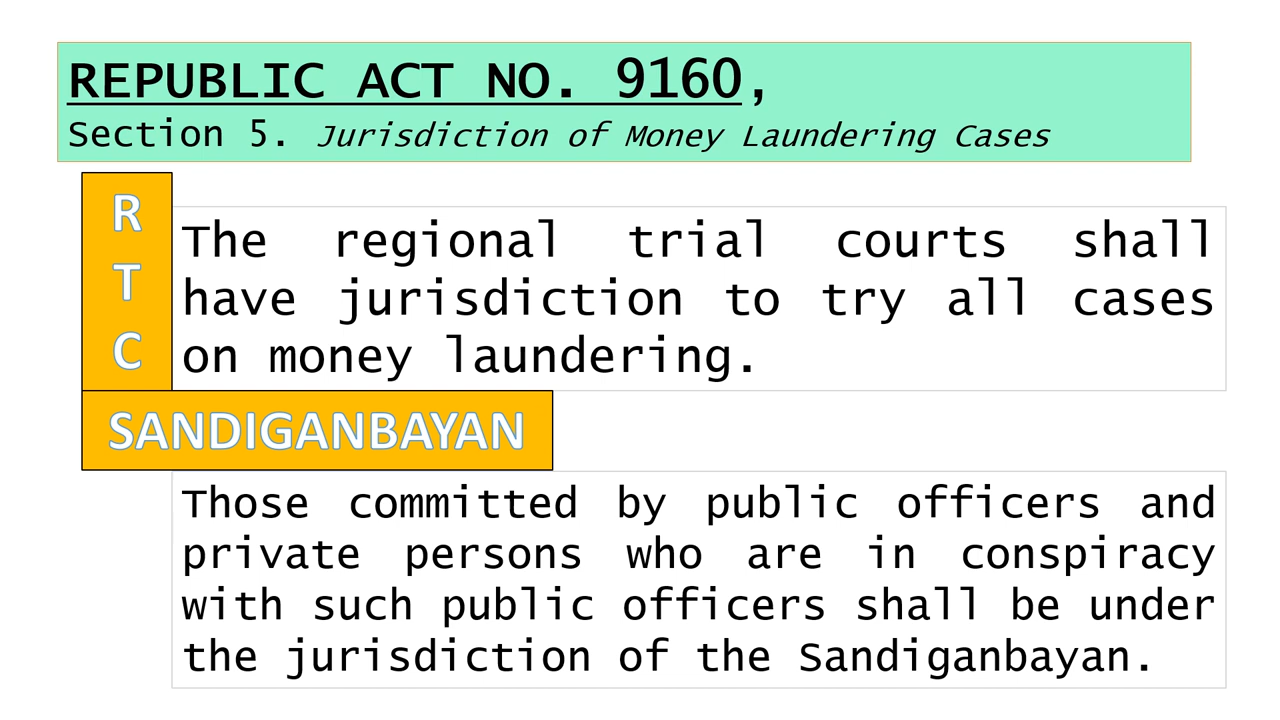 REPUBLIC ACT NO. 9160,
Section 5. Jurisdiction of Money Laundering Cases
R
T
C
The regional trial courts shall
have jurisdiction to try all cases
on money laundering.
SANDIGANBAYAN
Those committed by public officers and
private persons who are in conspiracy
with such public officers shall be under
the jurisdiction of the Sandiganbayan.